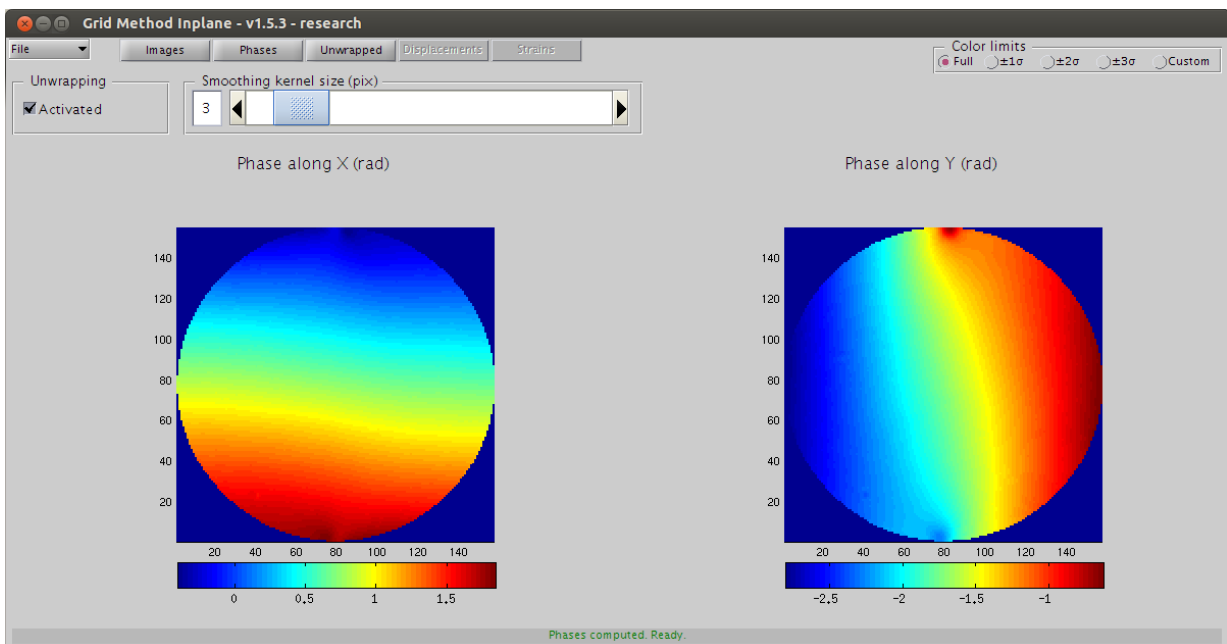 Grid Method Inplane - v1.5.3 - research
File Images Phases Unwrapped Displacements Strains
Color limits
Full ±1σ ±2σ ±3σ Custom
Unwrapping
Activated
Smoothing kernel size (pix)
3
Phase along X (rad)
140
120
100
80
60
40
20
20 40 60 80 100 120 140
0 0.5 1 1.5
Phase along Y (rad)
140
120
100
80
60
40
20
20 40 60 80 100 120 140
-2.5 -2 -1.5 -1
Phases computed. Ready.